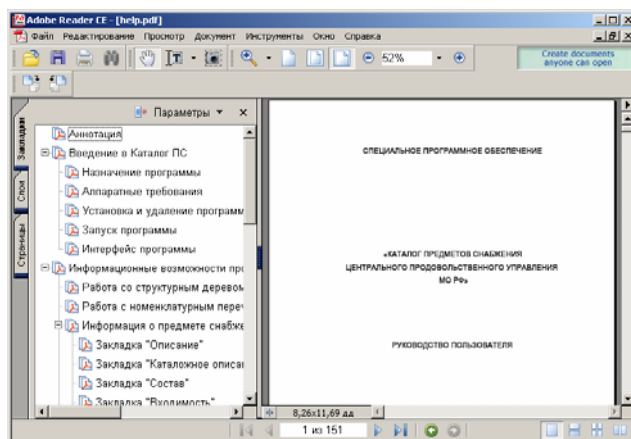 Adobe Reader CE - [help.pdf]
Файл Редактирование Просмотр Документ Инструменты Окно Справка
52%
Create documents
anyone can open
Параметры
Закладки
Слои
Страницы
Аннотация
Введение в Каталог ПС
Назначение программы
Аппаратные требования
Установка и удаление программ
Запуск программы
Интерфейс программы
Информационные возможности про
Работа со структурным деревом
Работа с номенклатурным переч
Информация о предмете снабже
Закладка "Описание"
Закладка "Каталожное описа
Закладка "Состав"
Закладка "Входимость"
СПЕЦИАЛЬНОЕ ПРОГРАММНОЕ ОБЕСПЕЧЕНИЕ
«КАТАЛОГ ПРЕДМЕТОВ СНАБЖЕНИЯ
ЦЕНТРАЛЬНОГО ПРОДОВОЛЬСТВЕННОГО УПРАВЛЕНИЯ
МО РФ»
РУКОВОДСТВО ПОЛЬЗОВАТЕЛЯ
8,26x11,69 дд
1 из 151